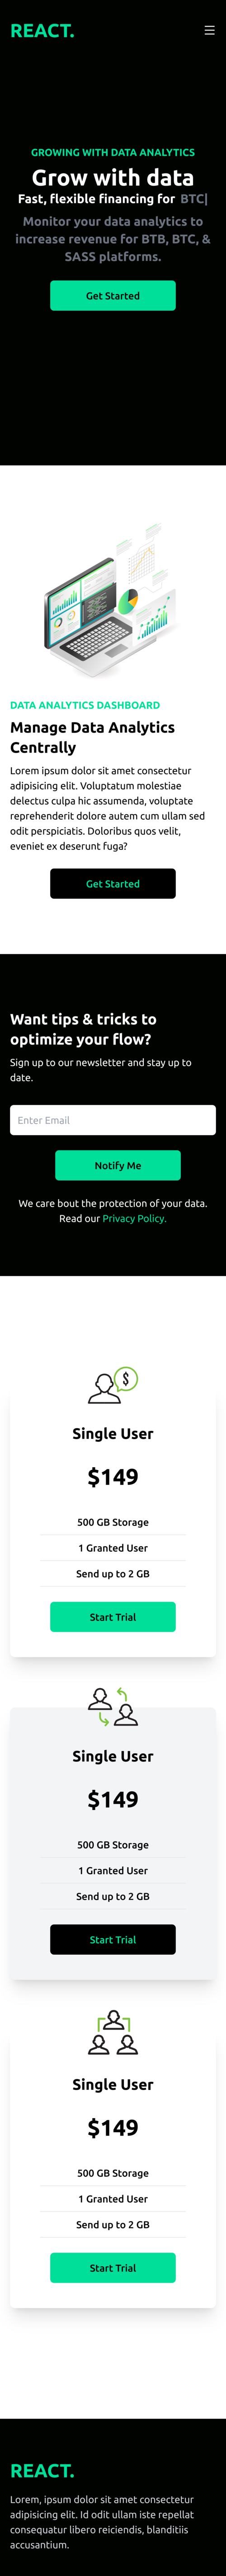 REACT.
GROWING WITH DATA ANALYTICS
Grow with data
Fast, flexible financing for BTC|
Monitor your data analytics to
increase revenue for BTB, BTC, &
SASS platforms.
Get Started
DATA ANALYTICS DASHBOARD
Manage Data Analytics
Centrally
Lorem ipsum dolor sit amet consectetur
adipisicing elit. Voluptatum molestiae
delectus culpa hic assumenda, voluptate
reprehenderit dolore autem cum ullam sed
odit perspiciatis. Doloribus quos velit,
eveniet ex deserunt fuga?
Get Started
Want tips & tricks to
optimize your flow?
Sign up to our newsletter and stay up to
date.
Enter Email
Notify Me
We care bout the protection of your data.
Read our Privacy Policy.
$
Single User
$149
500 GB Storage
1 Granted User
Send up to 2 GB
Start Trial
Single User
$149
500 GB Storage
1 Granted User
Send up to 2 GB
Start Trial
Single User
$149
500 GB Storage
1 Granted User
Send up to 2 GB
Start Trial
REACT.
Lorem, ipsum dolor sit amet consectetur
adipisicing elit. Id odit ullam iste repellat
consequatur libero reiciendis, blanditiis
accusantium.